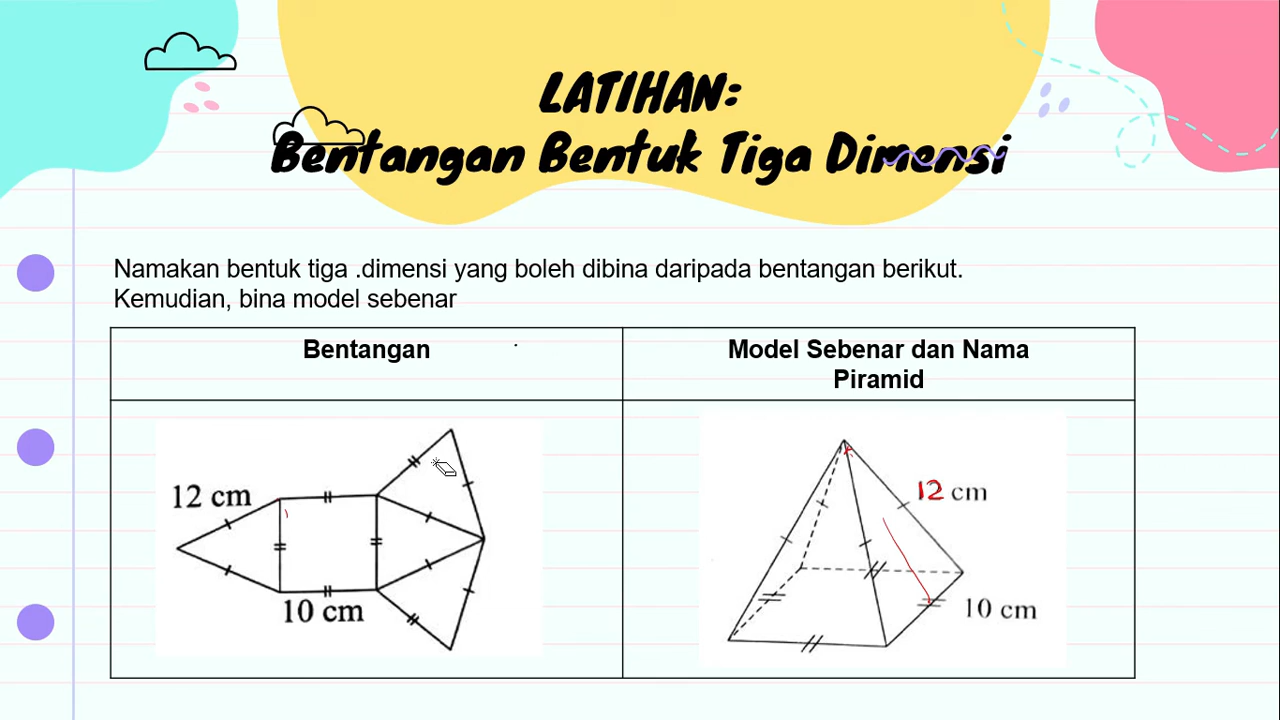 LATIHAN:
Bentangan Bentuk Tiga Dimensi
Namakan bentuk tiga .dimensi yang boleh dibina daripada bentangan berikut.
Kemudian, bina model sebenar
Bentangan
Model Sebenar dan Nama
Piramid
12 cm
10 cm
12 cm
10 cm